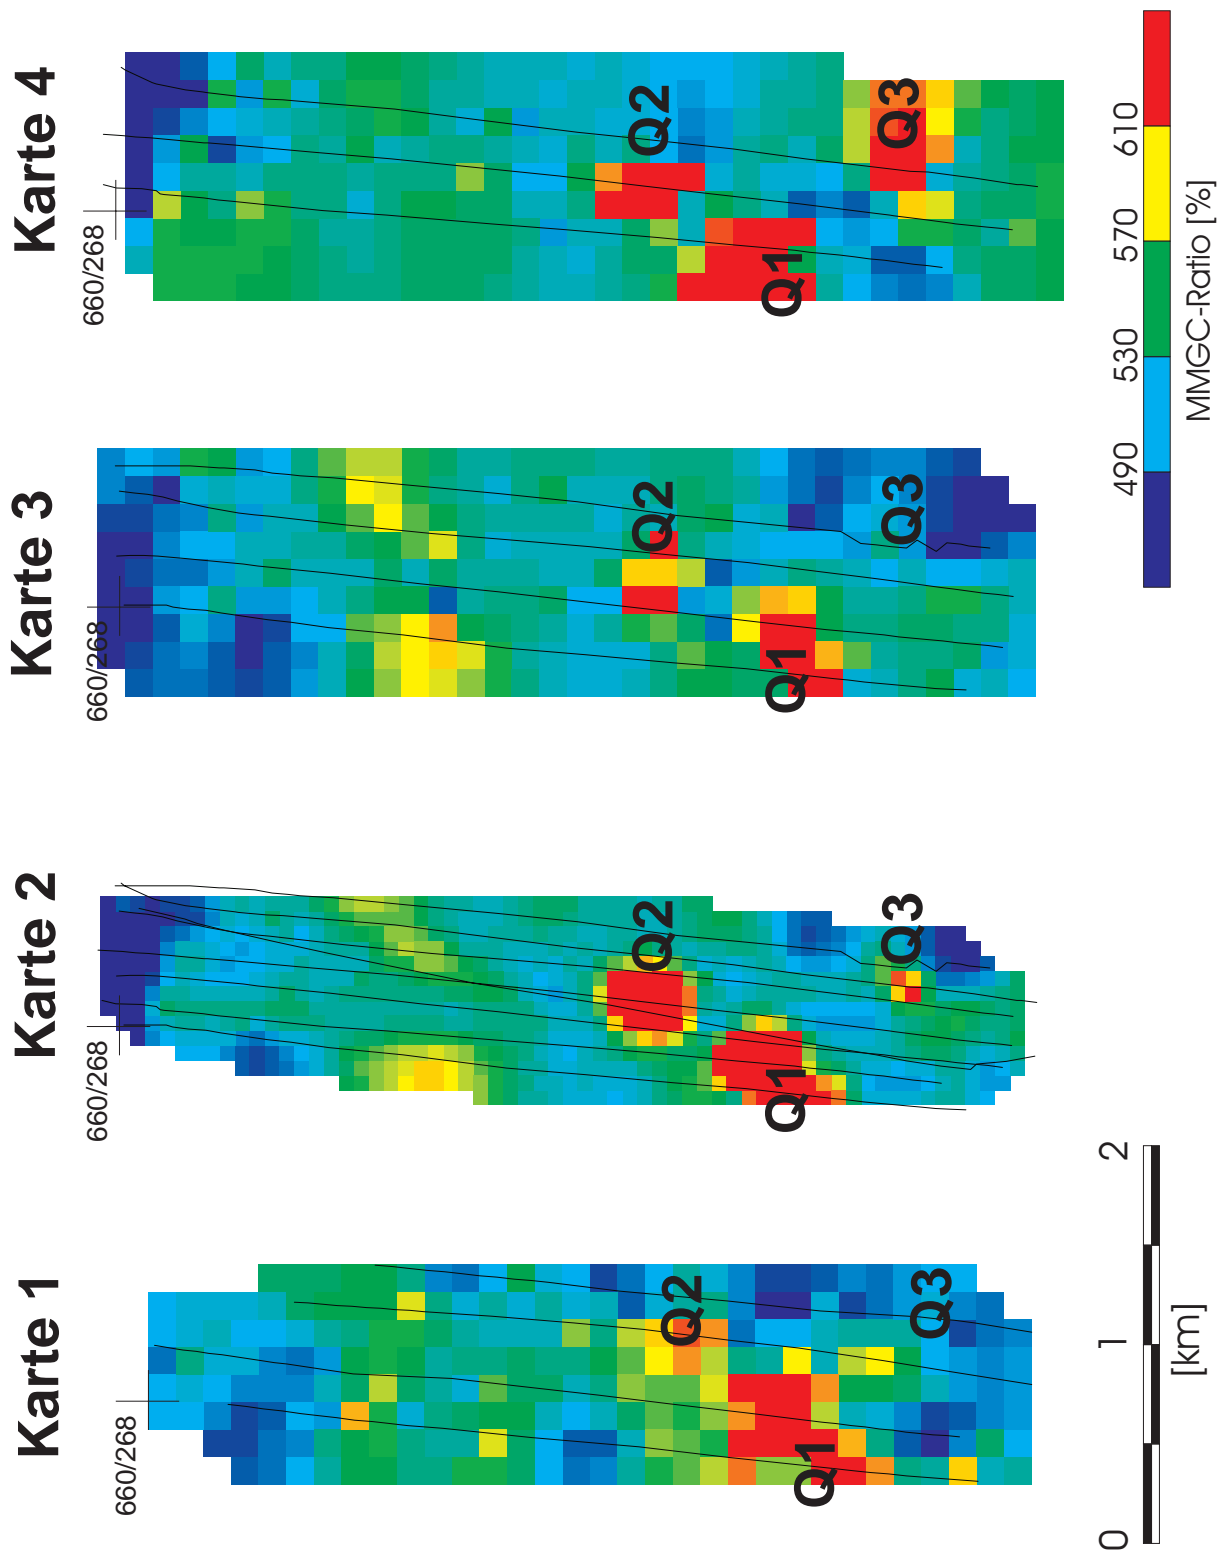 Karte 1
660/268
Q1
Q2
Q3
Karte 2
660/268
Q1
Q2
Q3
Karte 3
660/268
Q1
Q2
Q3
Karte 4
660/268
Q1
Q2
Q3
0 1 2
[km]
490 530 570 610
MMGC-Ratio [%]